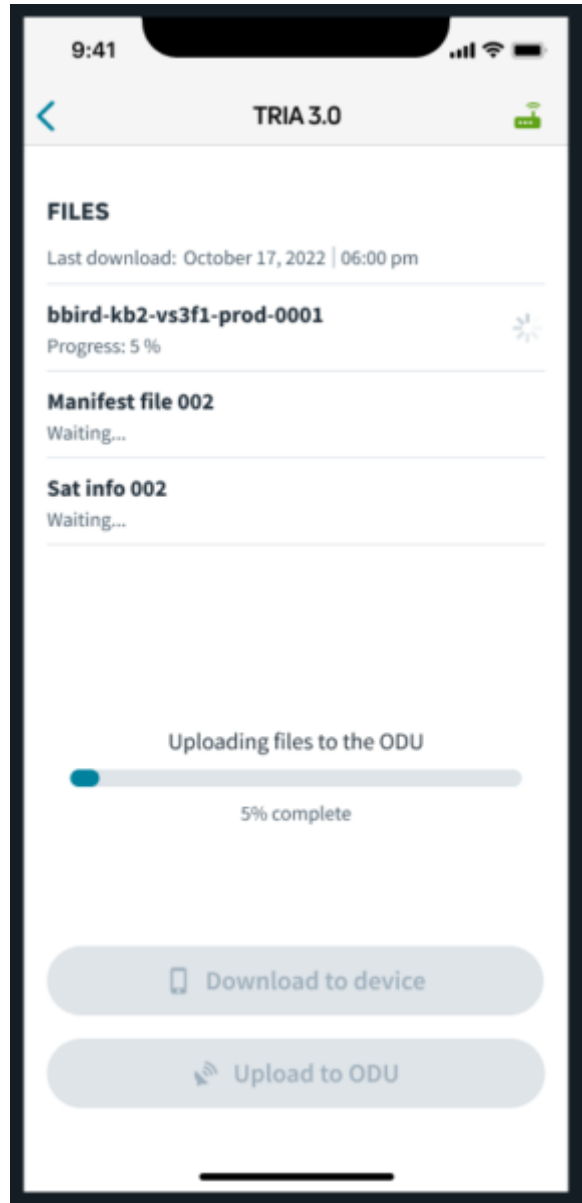 9:41
TRIA 3.0
FILES
Last download: October 17, 2022 | 06:00 pm
bbird-kb2-vs3f1-prod-0001
Progress: 5 %
Manifest file 002
Waiting...
Sat info 002
Waiting...
Uploading files to the ODU
5% complete
Download to device
Upload to ODU